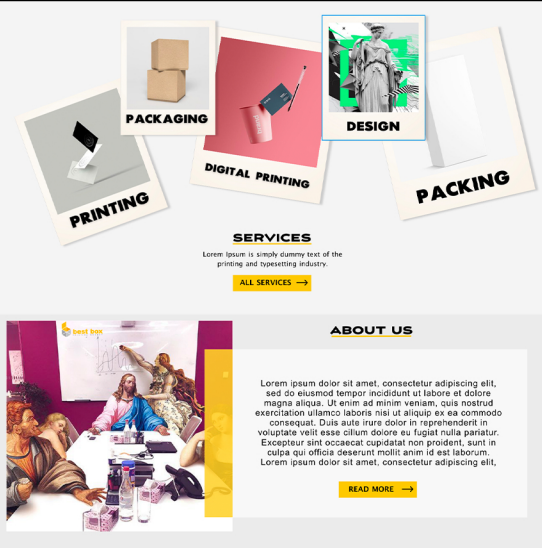 PACKAGING
DESIGN
DIGITAL PRINTING
PACKING
PRINTING
SERVICES
Lorem Ipsum is simply dummy text of the
printing and typesetting industry.
ALL SERVICES
best box
ABOUT US
Lorem ipsum dolor sit amet, consectetur adipiscing elit,
sed do eiusmod tempor incididunt ut labore et dolore
magna aliqua. Ut enim ad minim veniam, quis nostrud
exercitation ullamco laboris nisi ut aliquip ex ea commodo
consequat. Duis aute irure dolor in reprehenderit in
voluptate velit esse cillum dolore eu fugiat nulla pariatur.
Excepteur sint occaecat cupidatat non proident, sunt in
culpa qui officia deserunt mollit anim id est laborum.
Lorem ipsum dolor sit amet, consectetur adipiscing elit,
READ MORE